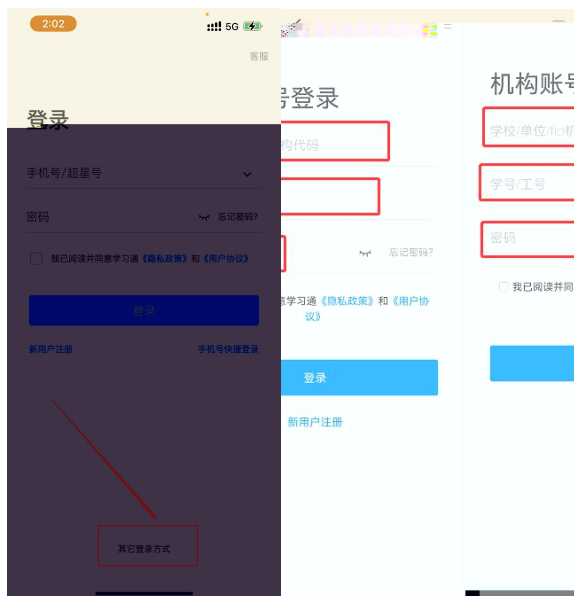 2:02
5G
客服
登录
手机号/超星号
密码
忘记密码?
我已阅读并同意学习通《隐私政策》和《用户协议》
登录
新用户注册
手机号快捷登录
其它登录方式
号登录
构代码
忘记密码?
意学习通《隐私政策》和《用户协
议》
登录
新用户注册
机构账号
学校/单位/fid/机
学号/工号
密码
我已阅读并同